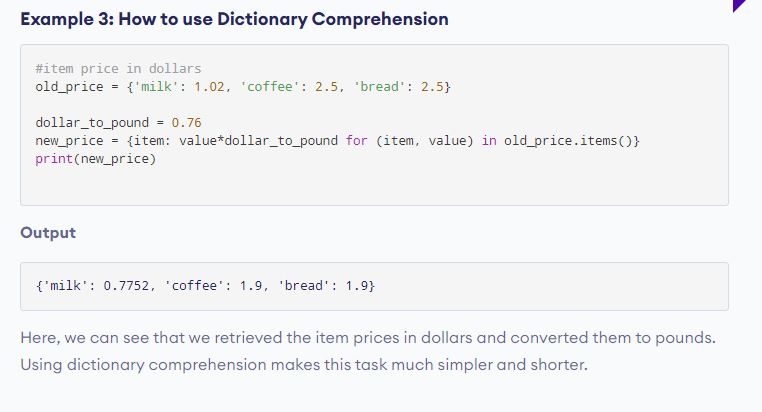 Example 3: How to use Dictionary Comprehension
#item price in dollars
old_price = {'milk': 1.02, 'coffee': 2.5, 'bread': 2.5}
dollar_to_pound = 0.76
new_price = {item: value*dollar_to_pound for (item, value) in old_price.items()}
print(new_price)
Output
{'milk': 0.7752, 'coffee': 1.9, 'bread': 1.9}
Here, we can see that we retrieved the item prices in dollars and converted them to pounds.
Using dictionary comprehension makes this task much simpler and shorter.